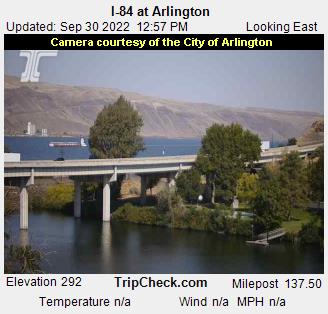 I-84 at Arlington
Updated: Sep 30 2022 12:57 PM Looking East
Camera courtesy of the City of Arlington
Elevation 292 TripCheck.com Milepost 137.50
Temperature n/a Wind n/a MPH n/a